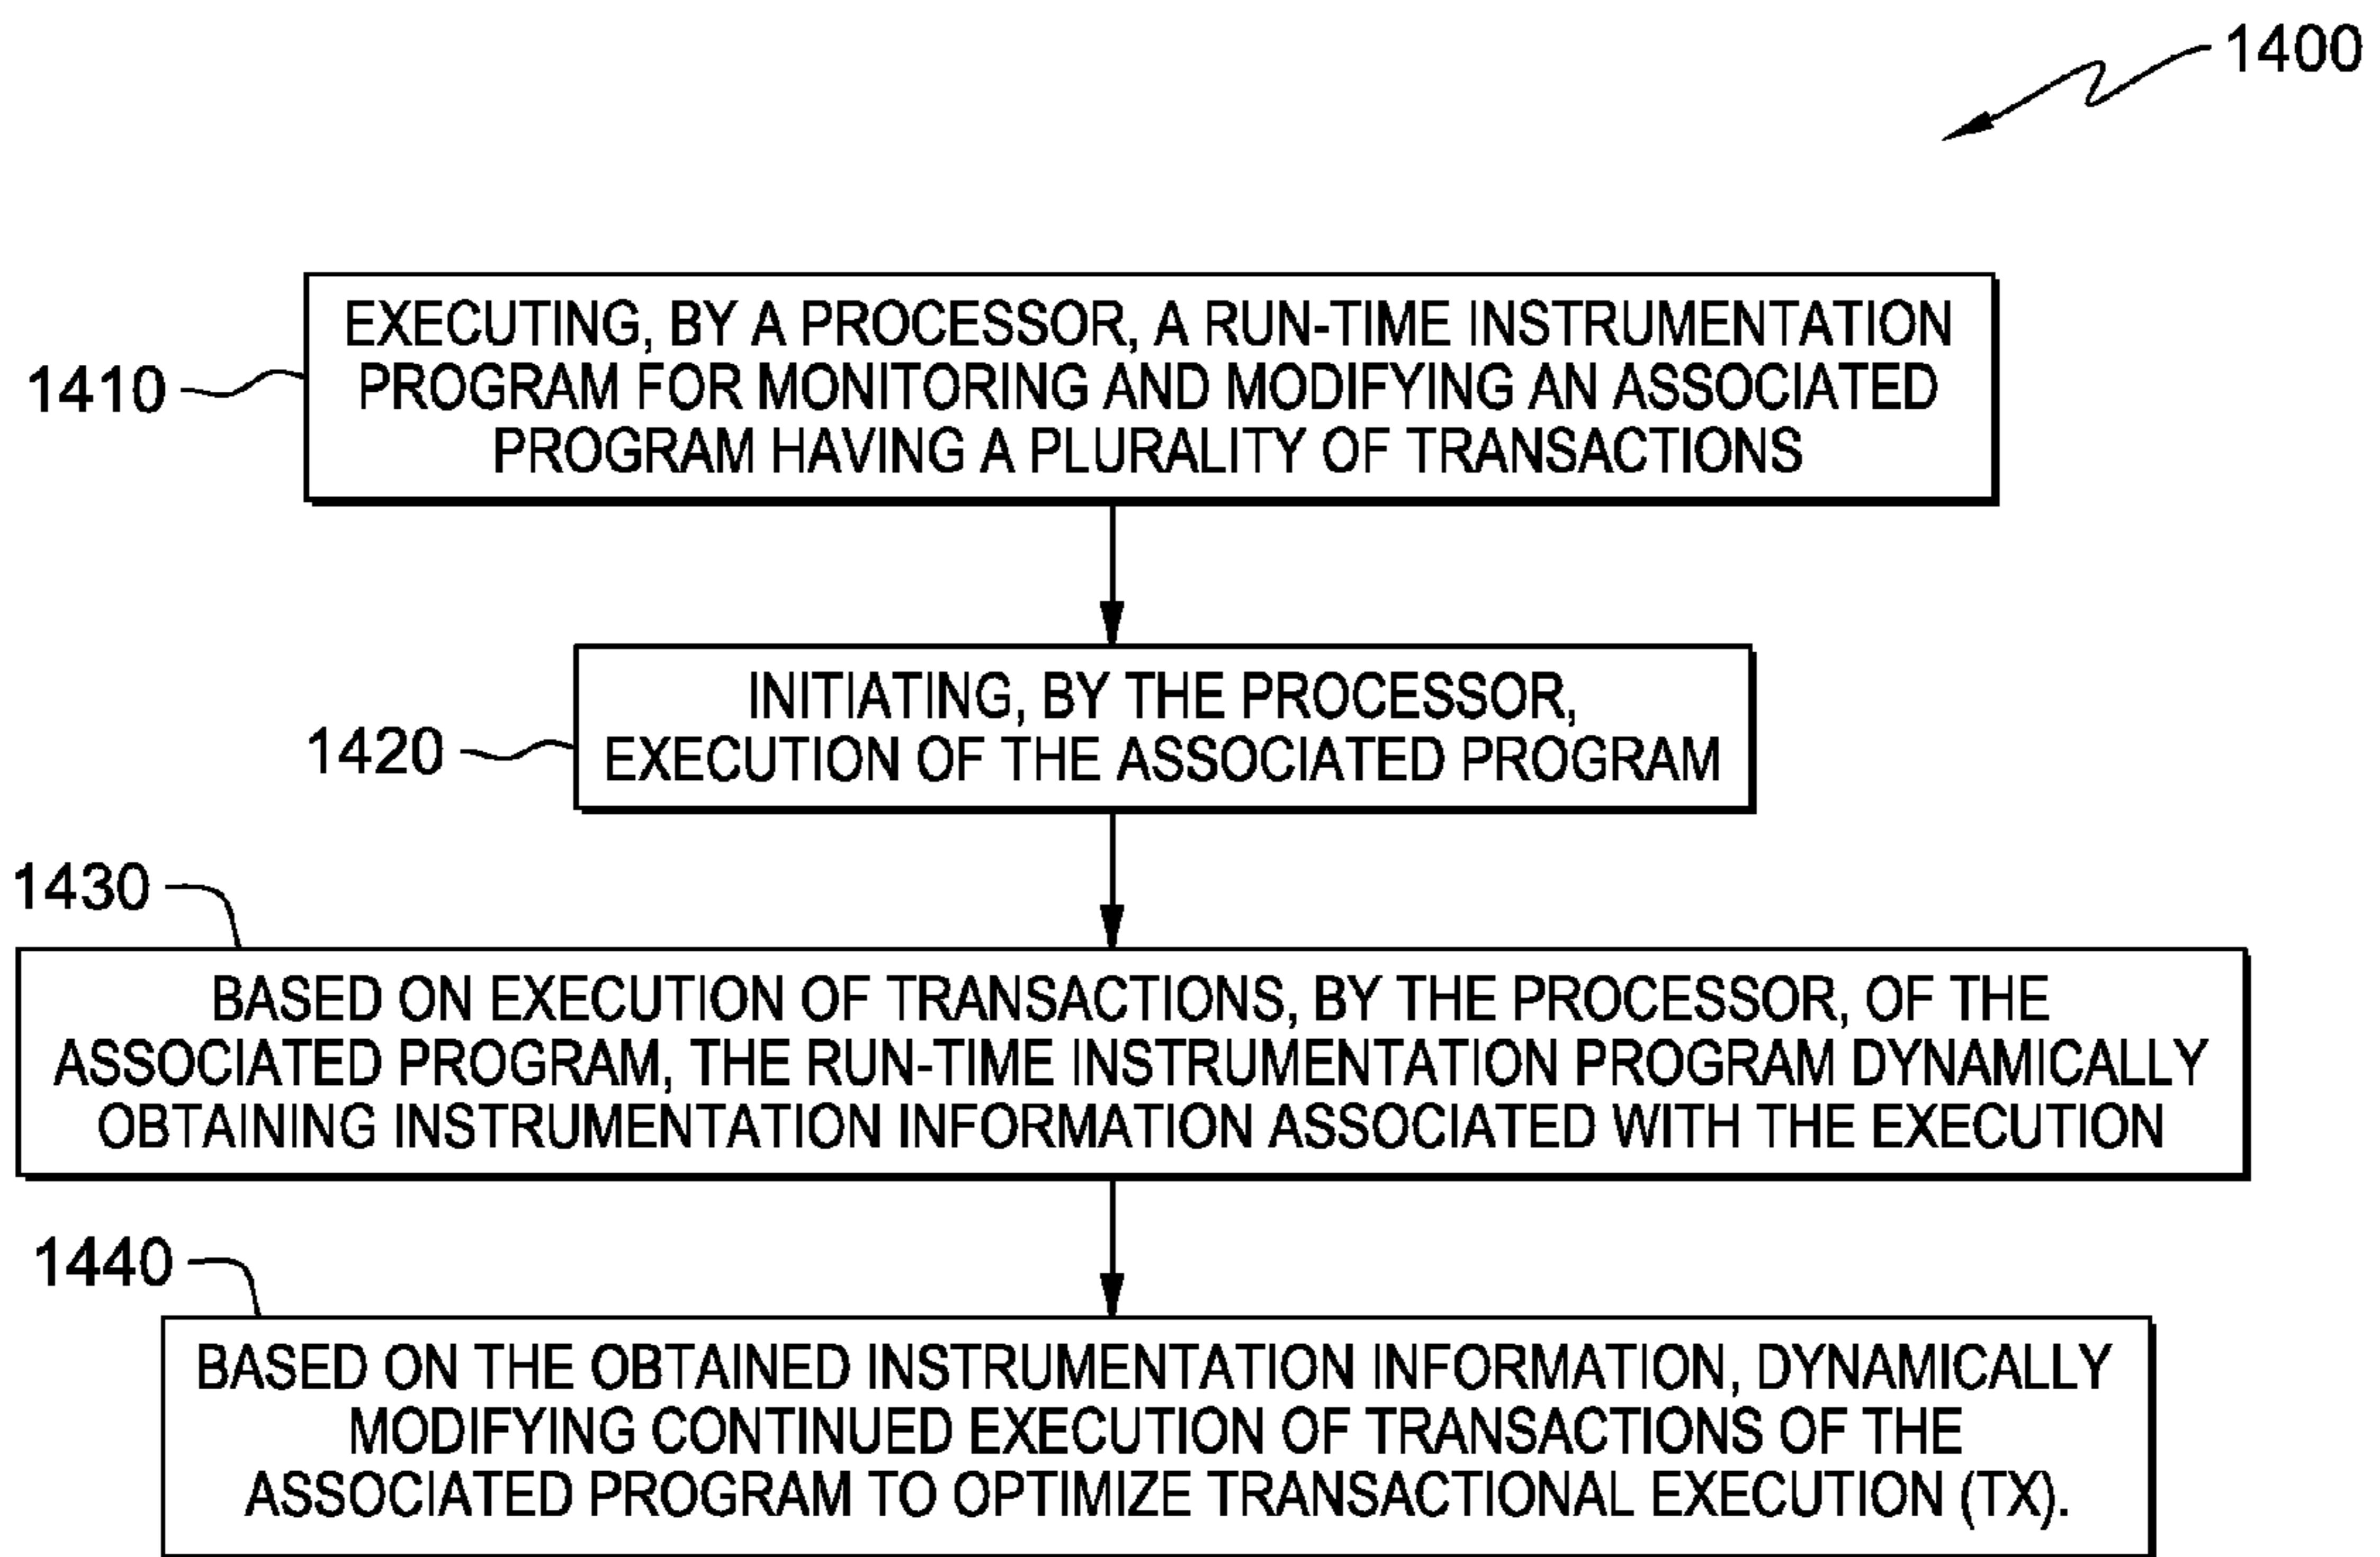 1400
1410
EXECUTING, BY A PROCESSOR, A RUN-TIME INSTRUMENTATION
PROGRAM FOR MONITORING AND MODIFYING AN ASSOCIATED
PROGRAM HAVING A PLURALITY OF TRANSACTIONS
1420
INITIATING, BY THE PROCESSOR,
EXECUTION OF THE ASSOCIATED PROGRAM
1430
BASED ON EXECUTION OF TRANSACTIONS, BY THE PROCESSOR, OF THE
ASSOCIATED PROGRAM, THE RUN-TIME INSTRUMENTATION PROGRAM DYNAMICALLY
OBTAINING INSTRUMENTATION INFORMATION ASSOCIATED WITH THE EXECUTION
1440
BASED ON THE OBTAINED INSTRUMENTATION INFORMATION, DYNAMICALLY
MODIFYING CONTINUED EXECUTION OF TRANSACTIONS OF THE
ASSOCIATED PROGRAM TO OPTIMIZE TRANSACTIONAL EXECUTION (TX).